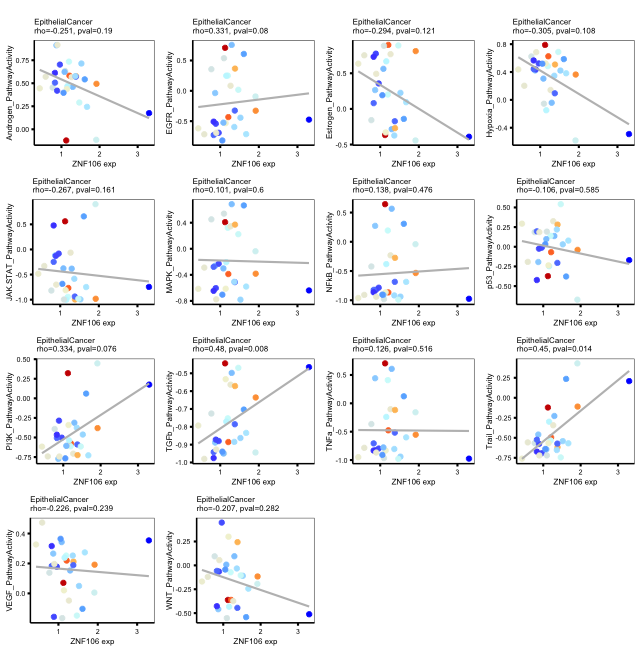 EpithelialCancer
rho=-0.251, pval=0.19
Androgen_PathwayActivity
0.75
0.50
0.25
0.00
1
2
3
ZNF106 exp
EpithelialCancer
rho=0.331, pval=0.08
EGFR_PathwayActivity
0.5
0.0
-0.5
1
2
3
ZNF106 exp
EpithelialCancer
rho=-0.294, pval=0.121
Estrogen_PathwayActivity
0.5
0.0
-0.5
1
2
3
ZNF106 exp
EpithelialCancer
rho=-0.305, pval=0.108
Hypoxia_PathwayActivity
0.8
0.4
0.0
-0.4
1
2
3
ZNF106 exp
EpithelialCancer
rho=-0.267, pval=0.161
JAK.STAT_PathwayActivity
0.5
0.0
-0.5
-1.0
1
2
3
ZNF106 exp
EpithelialCancer
rho=0.101, pval=0.6
MAPK_PathwayActivity
0.4
0.0
-0.4
-0.8
1
2
3
ZNF106 exp
EpithelialCancer
rho=0.138, pval=0.476
NFkB_PathwayActivity
0.5
0.0
-0.5
-1.0
1
2
3
ZNF106 exp
EpithelialCancer
rho=-0.106, pval=0.585
p53_PathwayActivity
0.50
0.25
0.00
-0.25
-0.50
1
2
3
ZNF106 exp
EpithelialCancer
rho=0.334, pval=0.076
PI3K_PathwayActivity
0.50
0.25
0.00
-0.25
-0.50
-0.75
1
2
3
ZNF106 exp
EpithelialCancer
rho=0.48, pval=0.008
TGFb_PathwayActivity
-0.5
-0.6
-0.7
-0.8
-0.9
-1.0
1
2
3
ZNF106 exp
EpithelialCancer
rho=0.126, pval=0.516
TNFa_PathwayActivity
0.5
0.0
-0.5
-1.0
1
2
3
ZNF106 exp
EpithelialCancer
rho=0.45, pval=0.014
Trail_PathwayActivity
0.50
0.25
0.00
-0.25
-0.50
-0.75
1
2
3
ZNF106 exp
EpithelialCancer
rho=-0.226, pval=0.239
VEGF_PathwayActivity
0.4
0.2
0.0
1
2
3
ZNF106 exp
EpithelialCancer
rho=-0.207, pval=0.282
WNT_PathwayActivity
0.50
0.25
0.00
-0.25
-0.50
1
2
3
ZNF106 exp